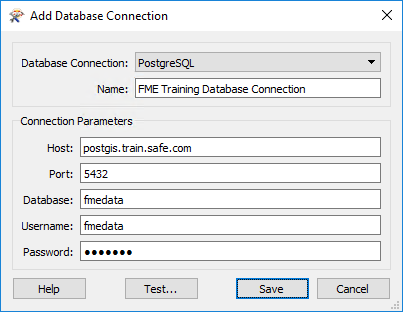 Add Database Connection
Database Connection: PostgreSQL
Name: FME Training Database Connection
Connection Parameters
Host: postgis.train.safe.com
Port: 5432
Database: fmedata
Username: fmedata
Password: ●●●●●●●
Help Test... Save Cancel